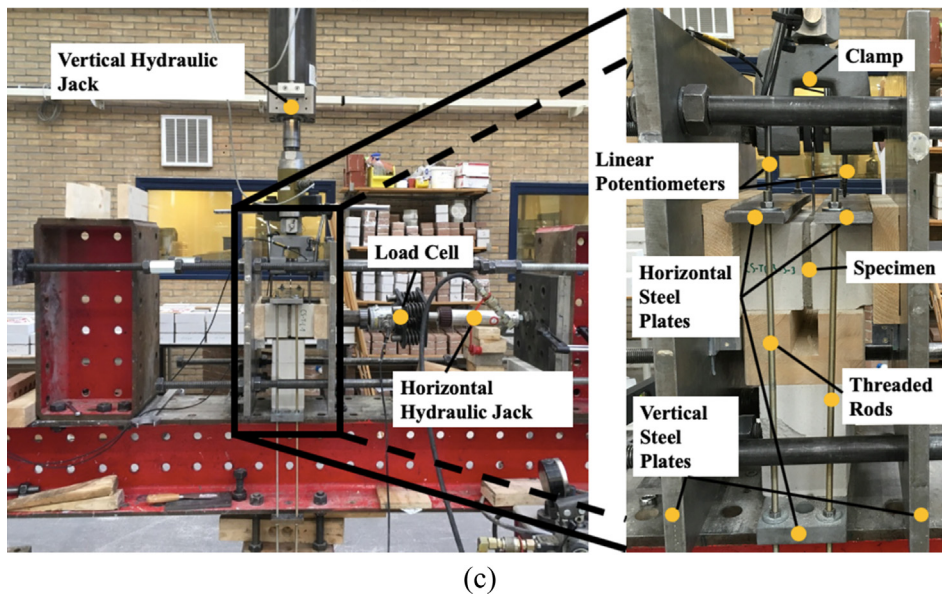 Vertical Hydraulic
Jack
Load Cell
Horizontal
Hydraulic Jack
Clamp
Linear
Potentiometers
Horizontal
Steel
Plates
Specimen
Threaded
Rods
Vertical
Steel
Plates
(c)